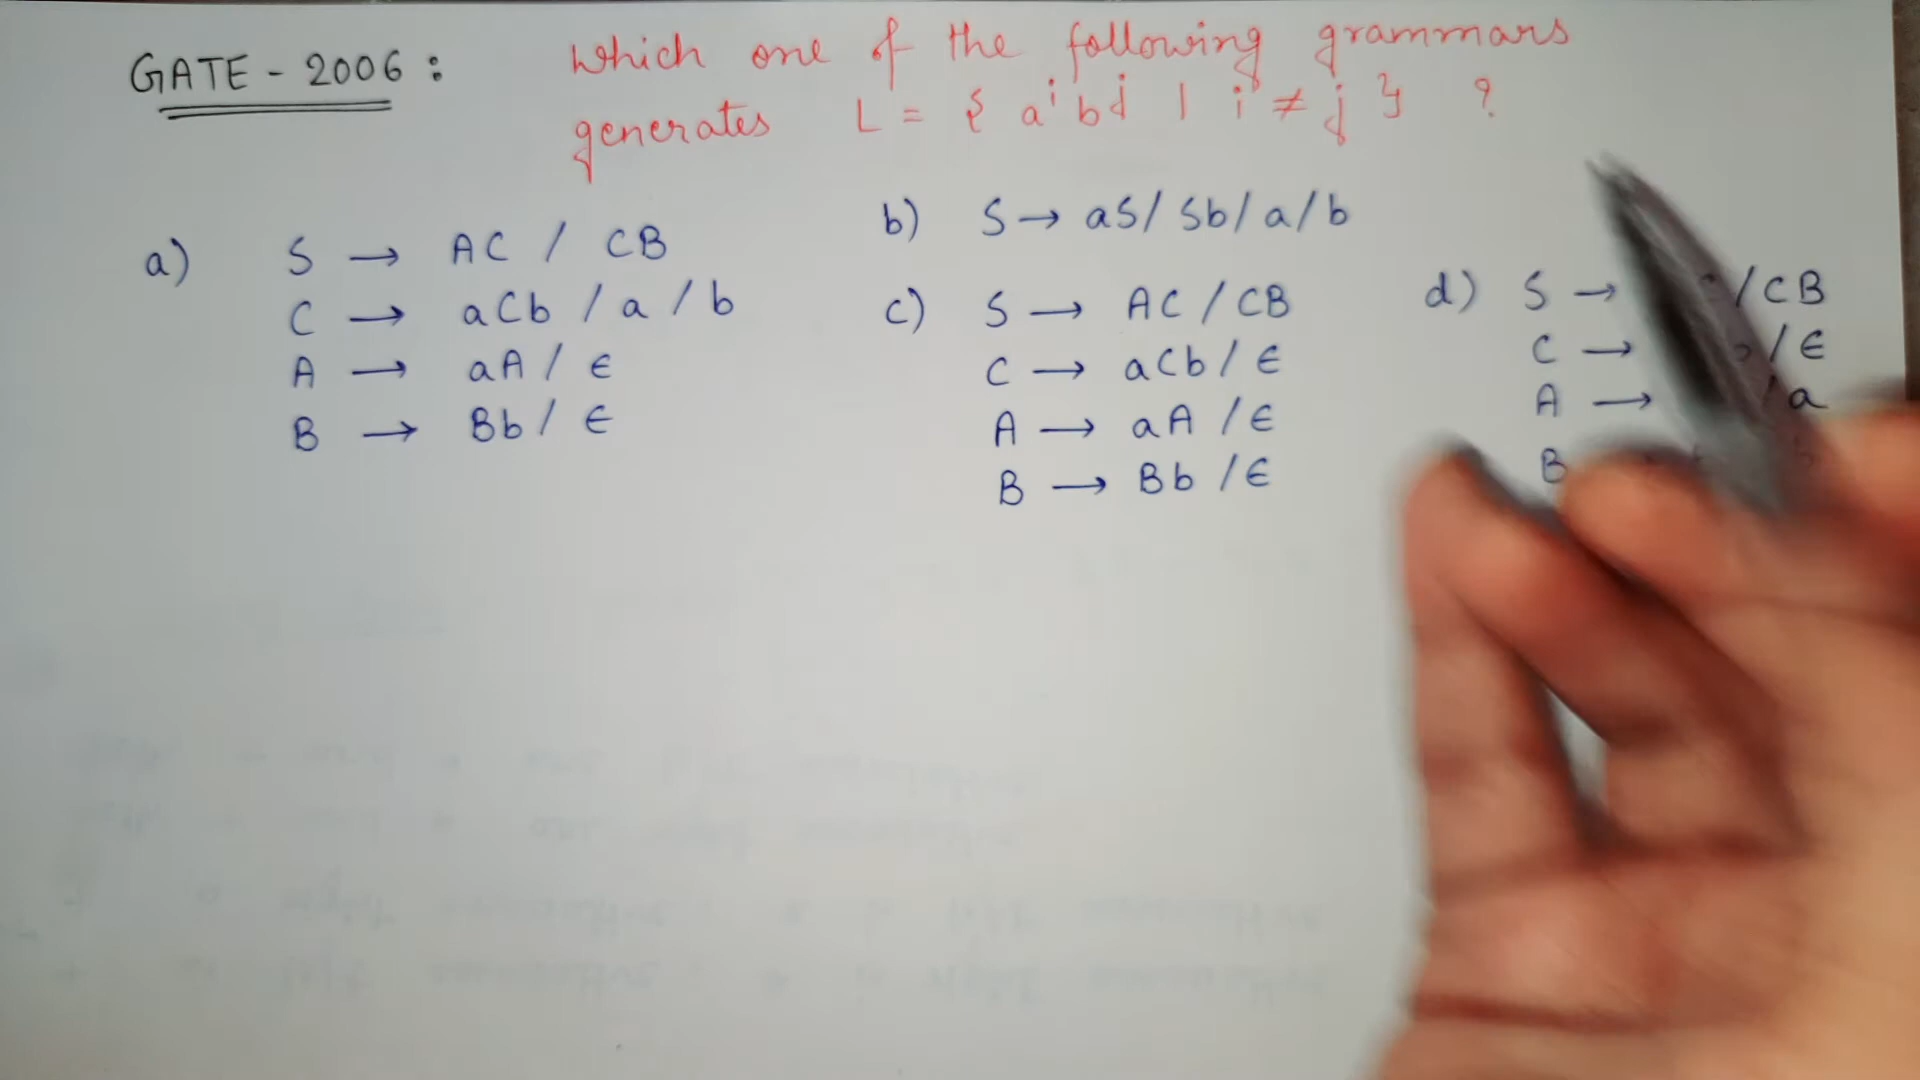 GATE - 2006 :
Which one of the following grammars
generates L = { a^i b^j | i ≠ j } ?
a) S → AC / CB
C → aCb / a / b
A → aA / ϵ
B → Bb / ϵ
b) S → aS / Sb / a / b
c) S → AC / CB
C → aCb / ϵ
A → aA / ϵ
B → Bb / ϵ
d) S → / CB
C → / ϵ
A → a
B